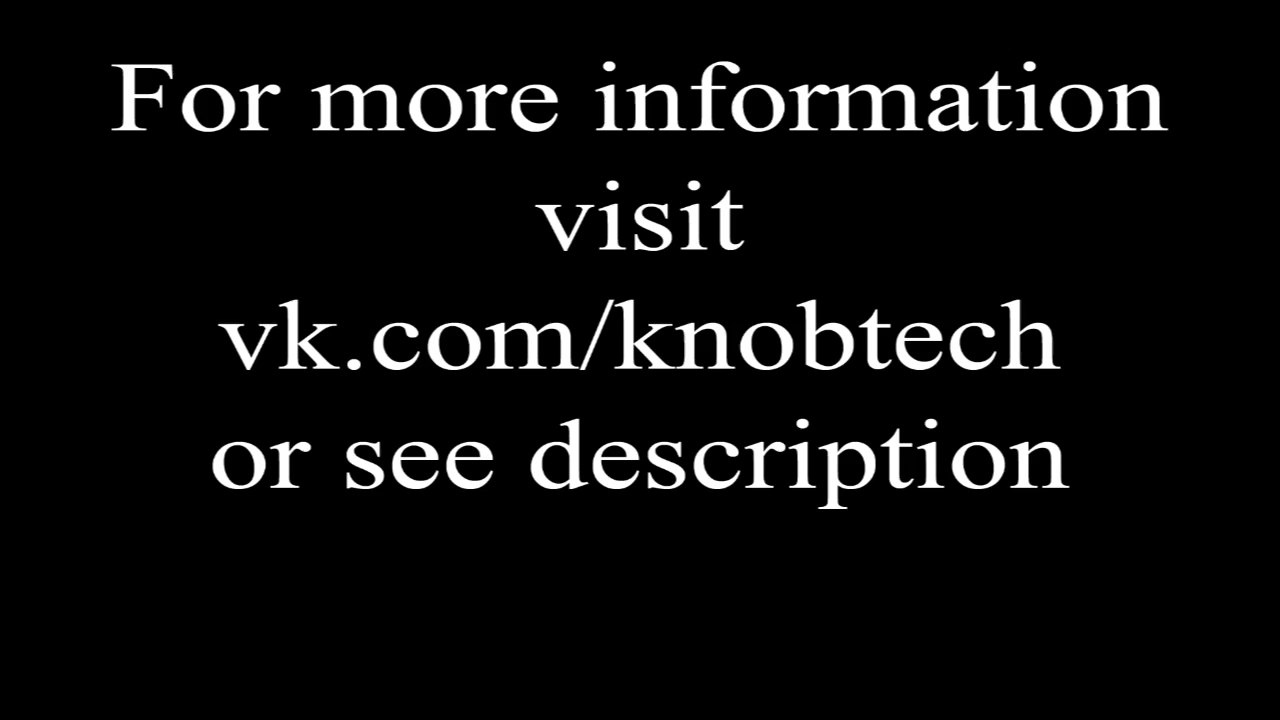 For more information
visit
vk.com/knobtech
or see description